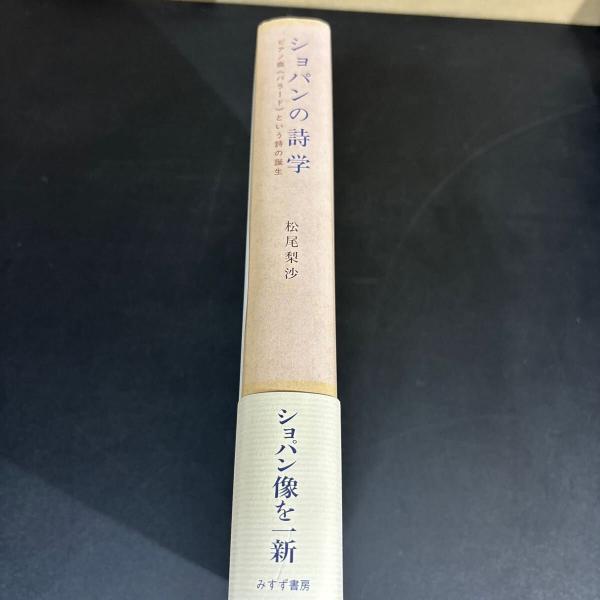 ショパンの詩学
ピアノ曲《バラード》という詩の誕生
松尾梨沙
ショパン像を一新
みすず書房